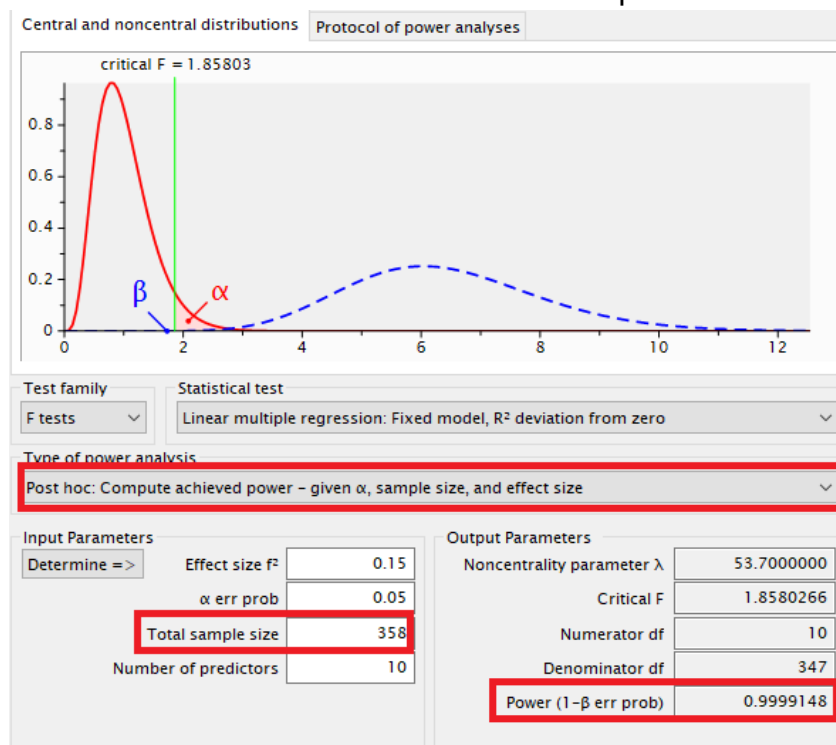 Central and noncentral distributions Protocol of power analyses
critical F = 1.85803
0.8
0.6
0.4
0.2
0
β α
0 2 4 6 8 10 12
Test family Statistical test
F tests Linear multiple regression: Fixed model, R² deviation from zero
Type of power analysis
Post hoc: Compute achieved power – given α, sample size, and effect size
Input Parameters Output Parameters
Determine => Effect size f² 0.15 Noncentrality parameter λ 53.7000000
α err prob 0.05 Critical F 1.8580266
Total sample size 358 Numerator df 10
Number of predictors 10 Denominator df 347
Power (1-β err prob) 0.9999148